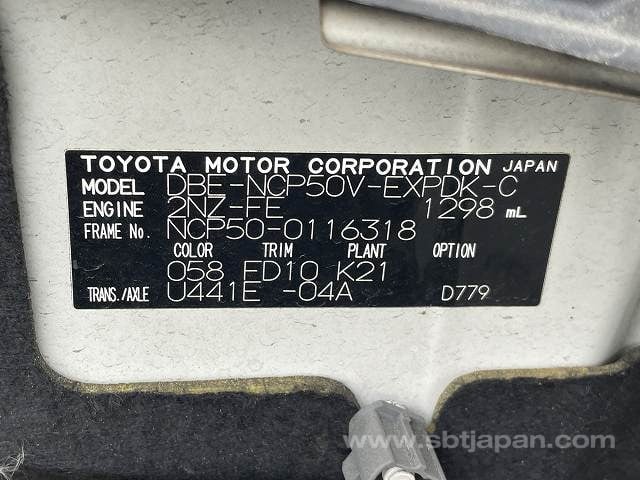 TOYOTA MOTOR CORPORATION JAPAN
MODEL DBE-NCP50V-EXPDK-C
ENGINE 2NZ-FE 1298 mL
FRAME No. NCP50-0116318
COLOR TRIM PLANT OPTION
058 FD10 K21
TRANS./AXLE U441E -04A D779
www.sbtjapan.com